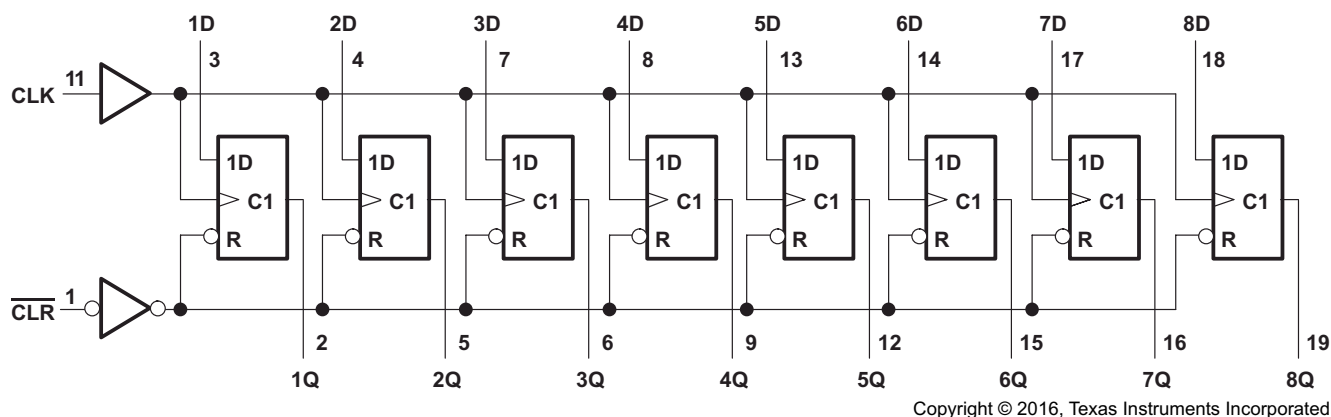 1D 2D 3D 4D 5D 6D 7D 8D
3 4 7 8 13 14 17 18
CLK 11
1D 1D 1D 1D 1D 1D 1D 1D
C1 C1 C1 C1 C1 C1 C1 C1
R R R R R R R R
C̅L̅R̅ 1
2 5 6 9 12 15 16 19
1Q 2Q 3Q 4Q 5Q 6Q 7Q 8Q
Copyright © 2016, Texas Instruments Incorporated